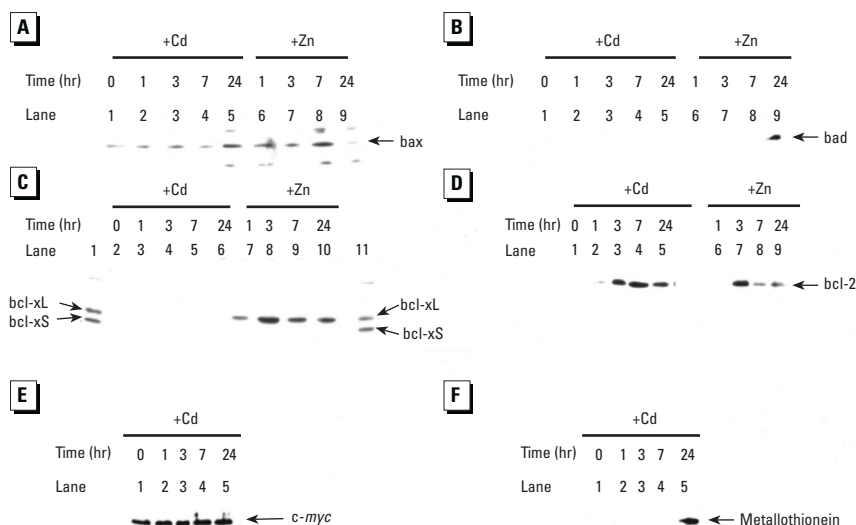 A
+Cd +Zn
Time (hr) 0 1 3 7 24 1 3 7 24
Lane 1 2 3 4 5 6 7 8 9
bax
B
+Cd +Zn
Time (hr) 0 1 3 7 24 1 3 7 24
Lane 1 2 3 4 5 6 7 8 9
bad
C
+Cd +Zn
Time (hr) 0 1 3 7 24 1 3 7 24
Lane 1 2 3 4 5 6 7 8 9 10 11
bcl-xL
bcl-xS
bcl-xL
bcl-xS
D
+Cd +Zn
Time (hr) 0 1 3 7 24 1 3 7 24
Lane 1 2 3 4 5 6 7 8 9
bcl-2
E
+Cd
Time (hr) 0 1 3 7 24
Lane 1 2 3 4 5
c-myc
F
+Cd
Time (hr) 0 1 3 7 24
Lane 1 2 3 4 5
Metallothionein